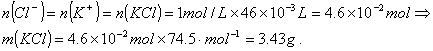 n(Cl⁻) = n(K⁺) = n(KCl) = 1mol / L * 46 * 10⁻³ L = 4.6 * 10⁻² mol ⇒
m(KCl) = 4.6 * 10⁻² mol * 74.5 · mol⁻¹ = 3.43g .